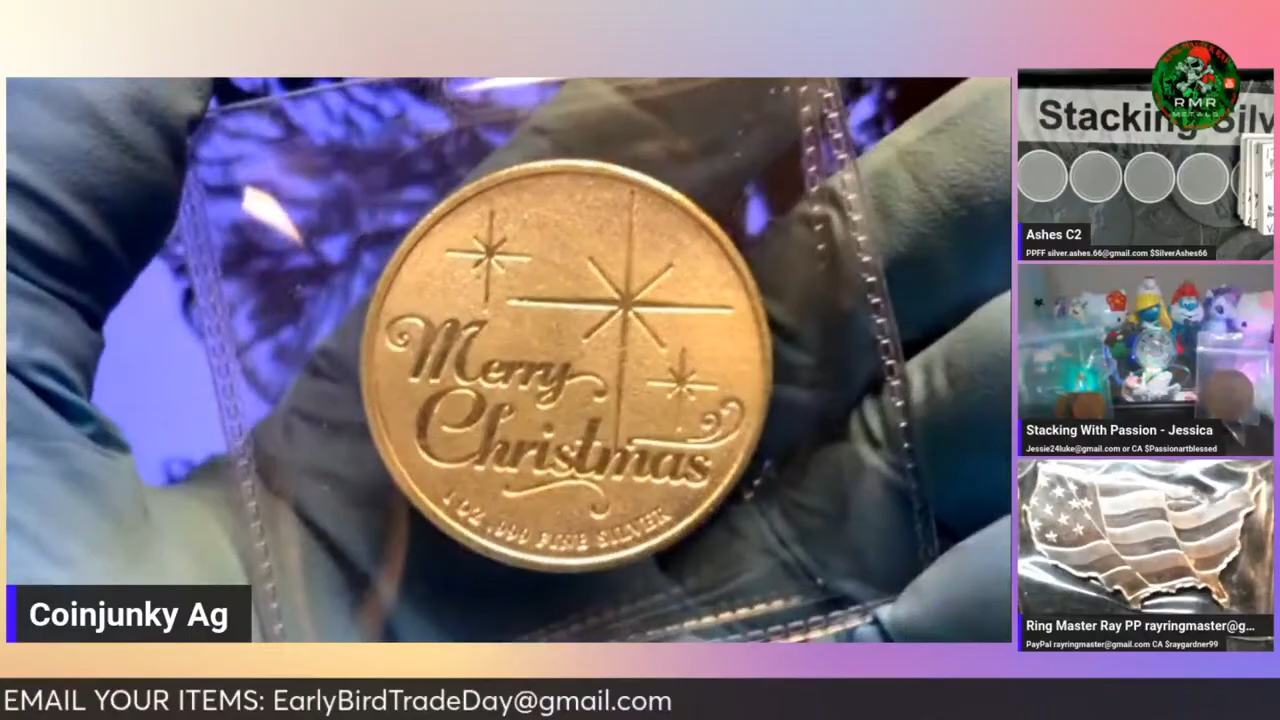 Merry
Christmas
1 OZ .999 FINE SILVER
Coinjunky Ag
Stacking Silv
RMR
METALS
Ashes C2
PPFF silver.ashes.66@gmail.com $SilverAshes66
Stacking With Passion - Jessica
Jessie24luke@gmail.com or CA $Passionartblessed
Ring Master Ray PP rayringmaster@g...
PayPal rayringmaster@gmail.com CA $raygardner99
EMAIL YOUR ITEMS: EarlyBirdTradeDay@gmail.com